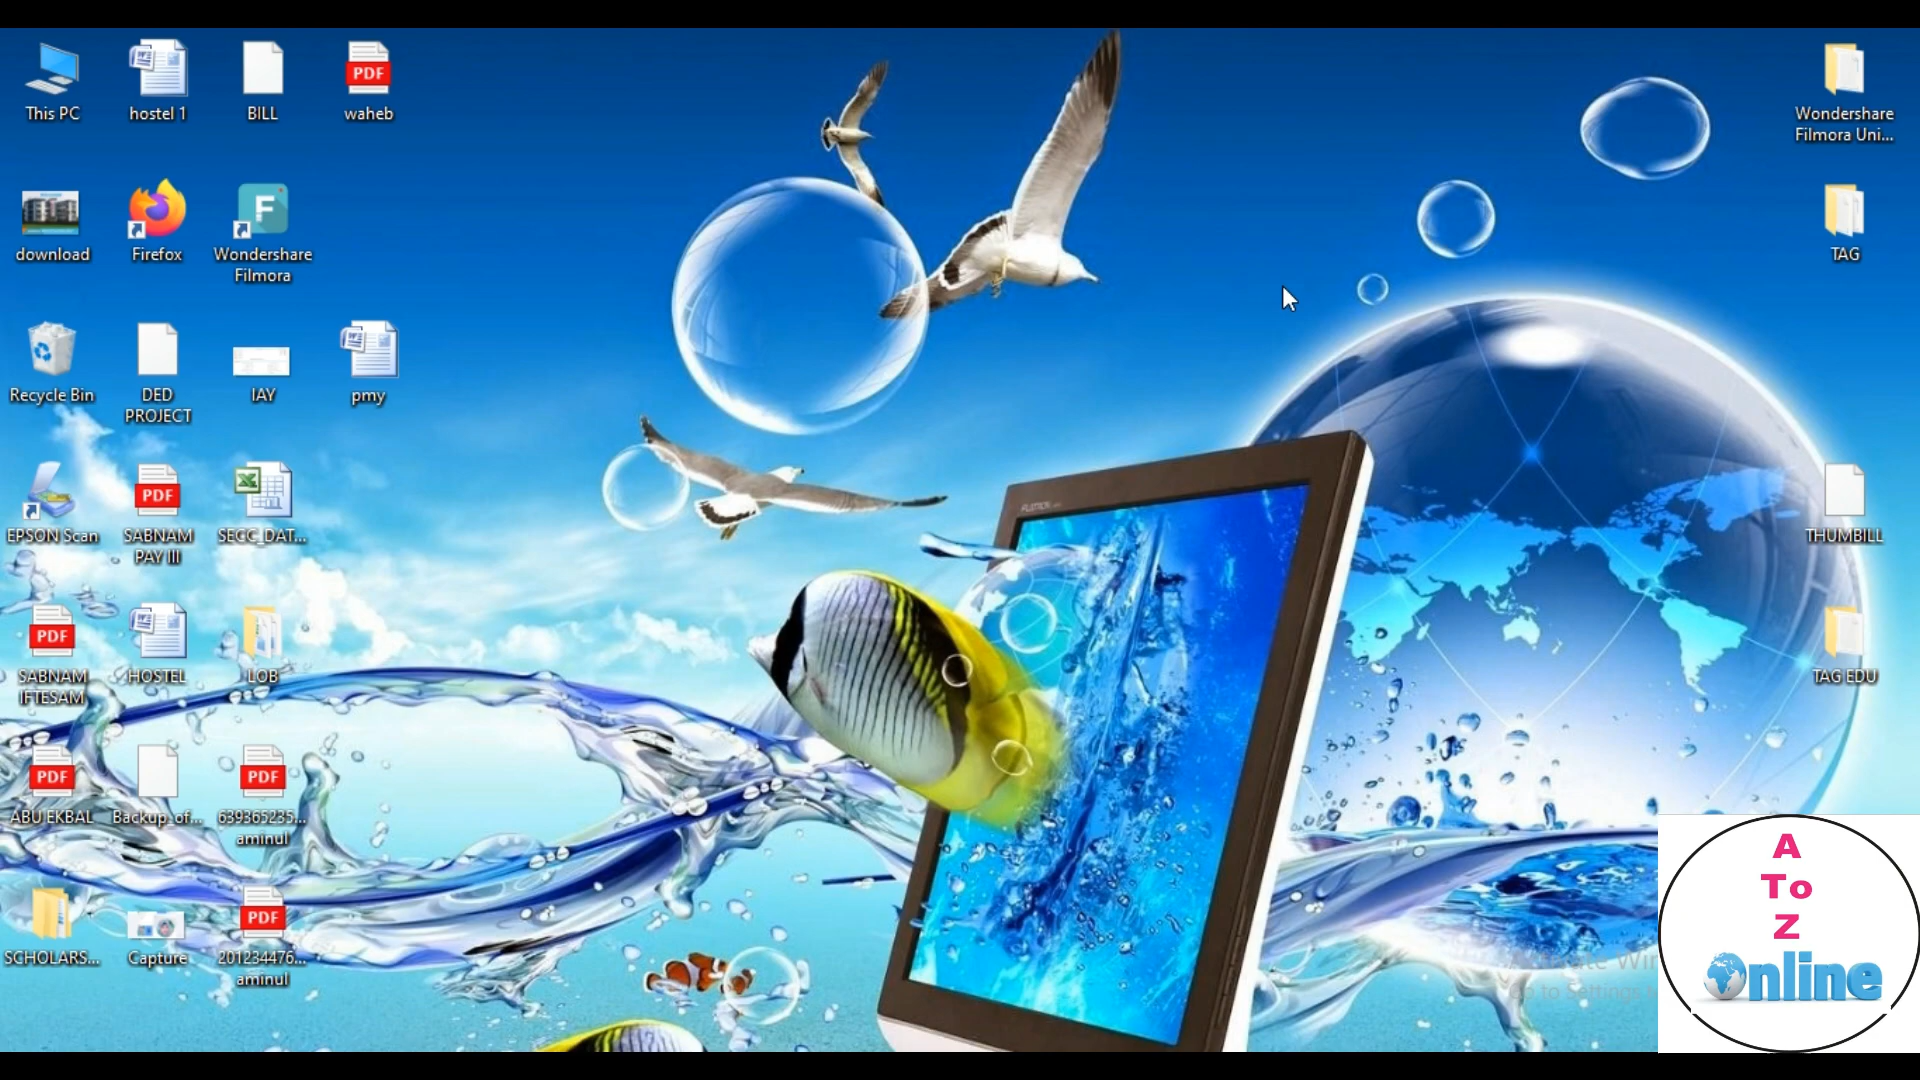 This PC
hostel 1
BILL
waheb
Wondershare
Filmora Uni...
download
Firefox
Wondershare
Filmora
TAG
Recycle Bin
DED
PROJECT
IAY
pmy
EPSON Scan
SABNAM
PAY III
SECC_DAT...
THUMBILL
SABNAM
IFTESAM
HOSTEL
LOB
TAG EDU
ABU EKBAL
Backup_of...
639365235...
aminul
SCHOLARS...
Capture
201234476...
aminul
PDF
PDF
PDF
PDF
PDF
PDF
F
A
To
Z
Online